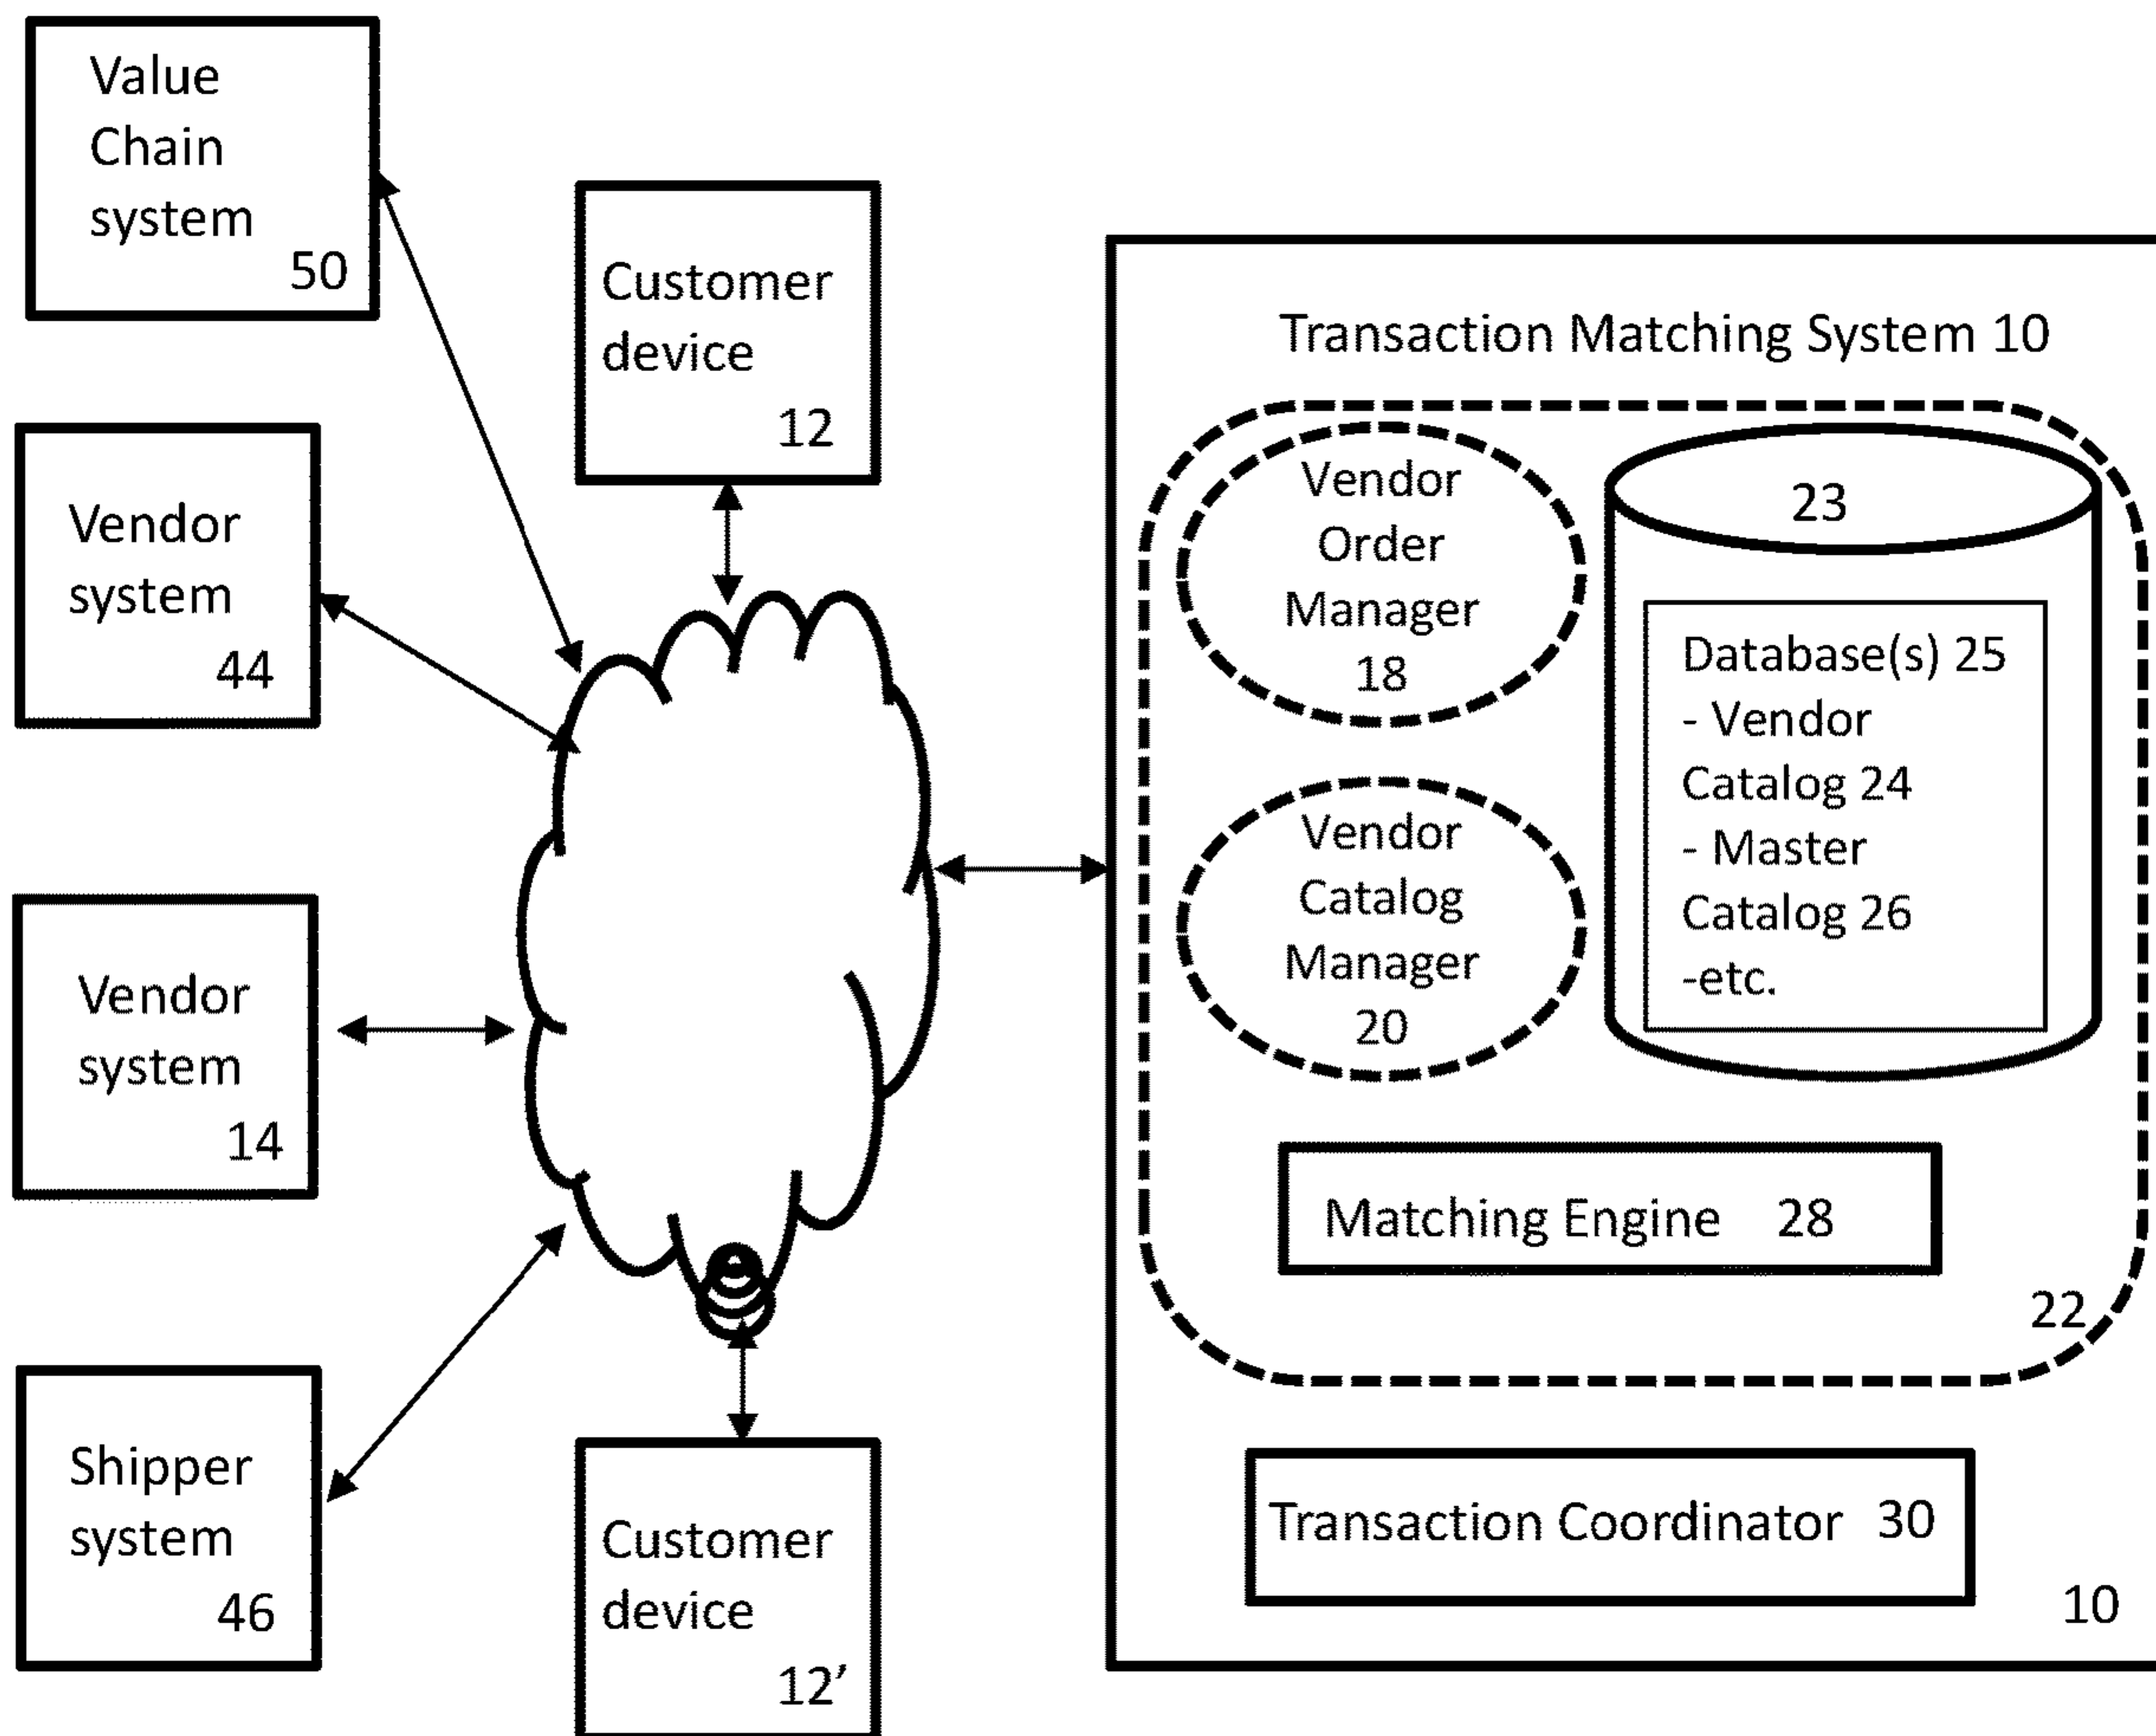 Value
Chain
system
50
Customer
device
12
Vendor
system
44
Vendor
system
14
Shipper
system
46
Customer
device
12'
Transaction Matching System 10
Vendor
Order
Manager
18
23
Database(s) 25
- Vendor
Catalog 24
- Master
Catalog 26
-etc.
Vendor
Catalog
Manager
20
Matching Engine 28
22
Transaction Coordinator 30
10